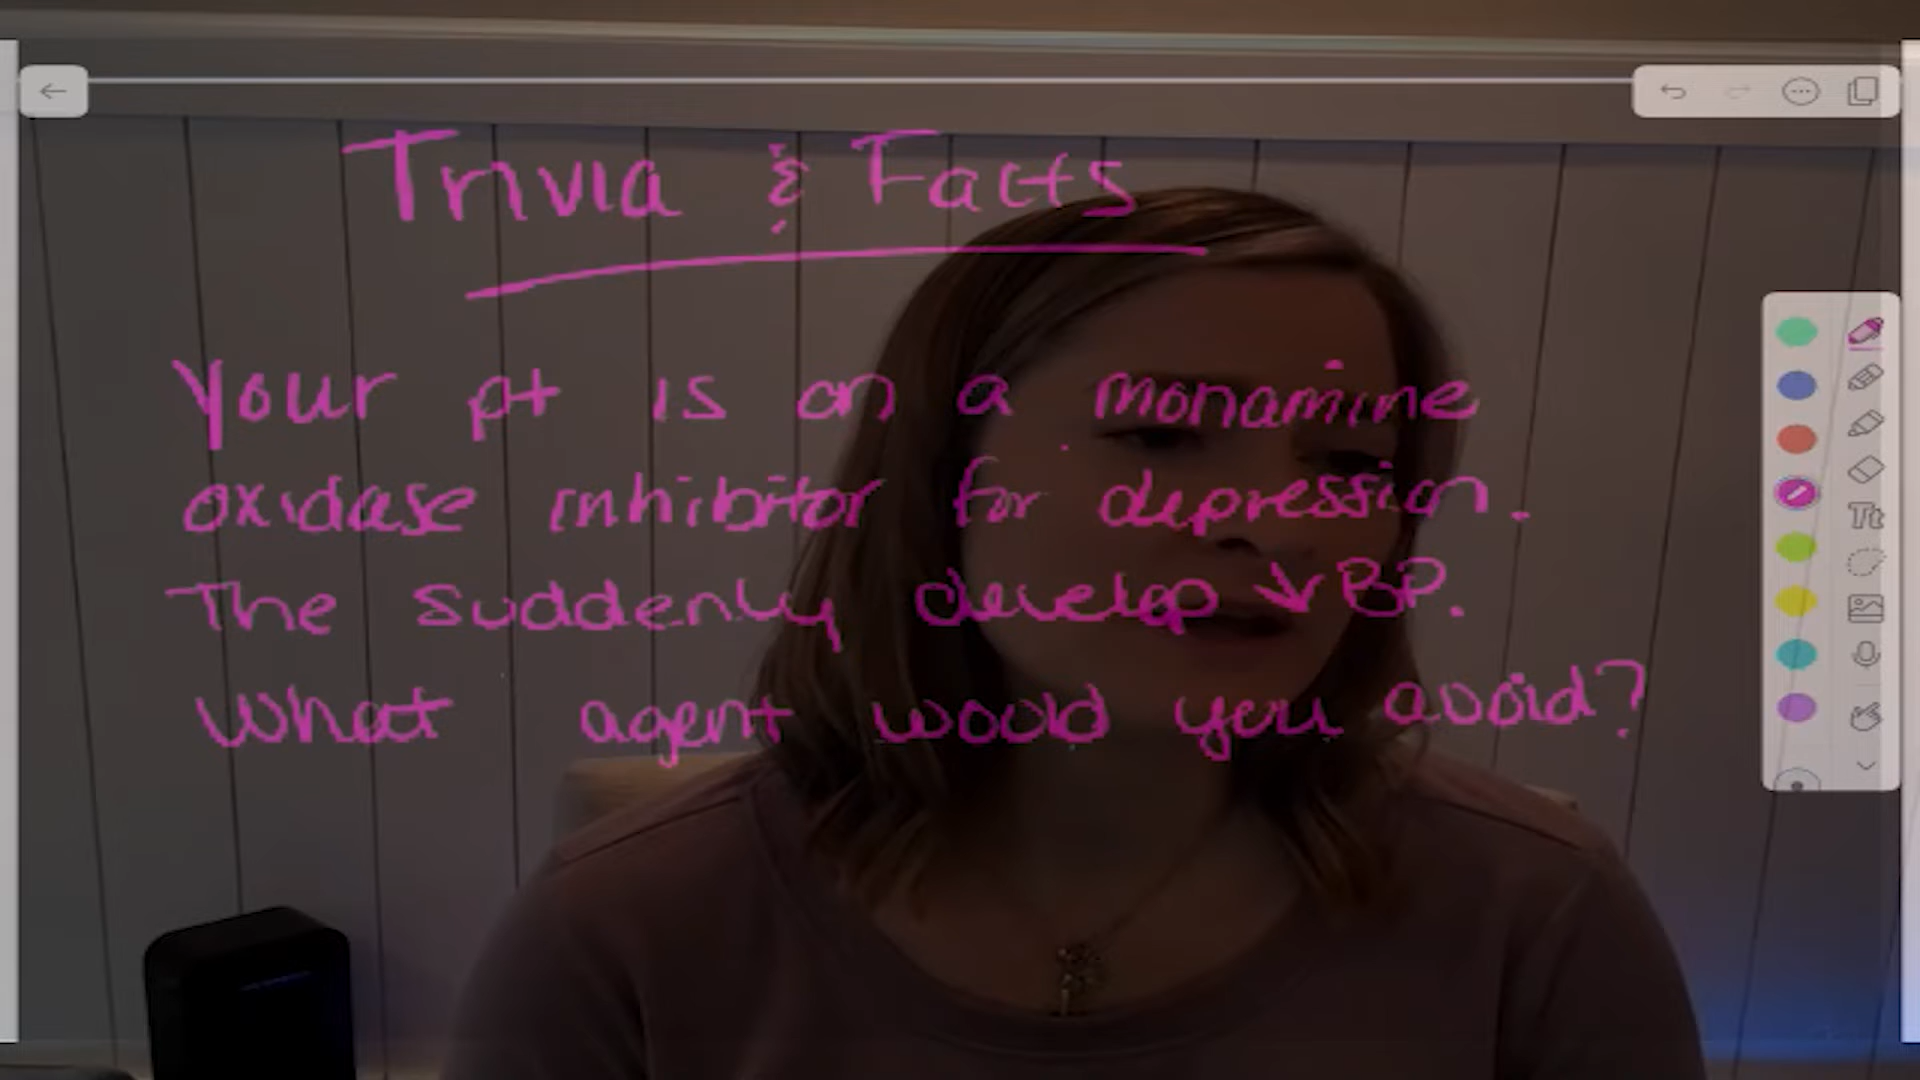 Trivia & Facts
Your pt is on a monamine
oxidase inhibitor for depression.
The suddenly develop ↓ BP.
What agent would you avoid?
Tt